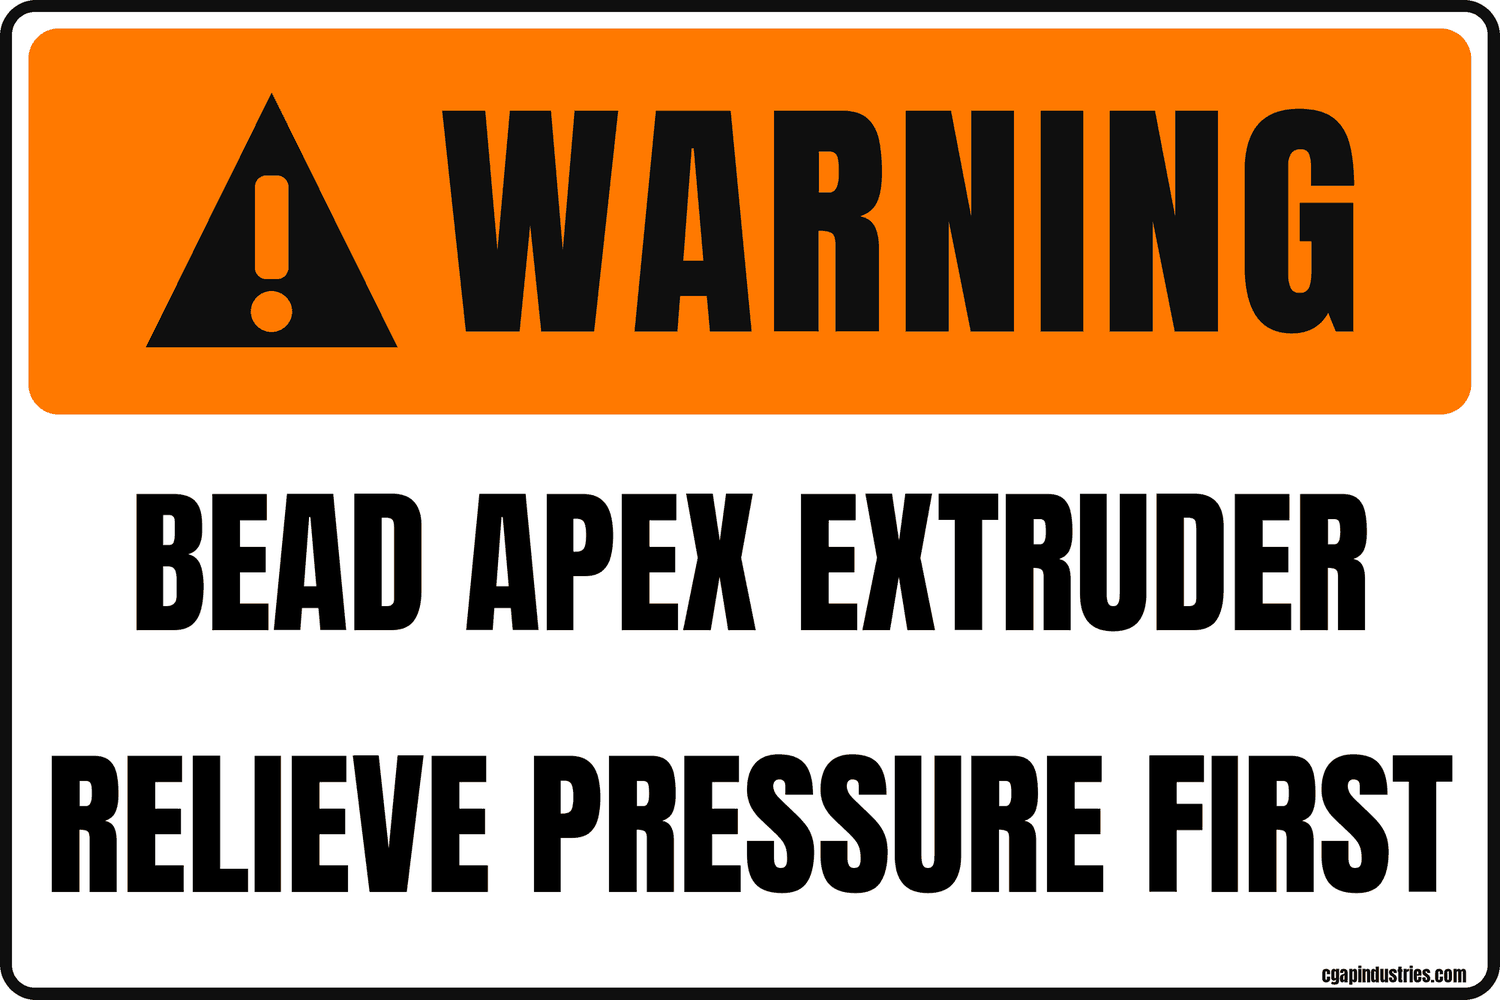 WARNING
BEAD APEX EXTRUDER
RELIEVE PRESSURE FIRST
cgapindustries.com